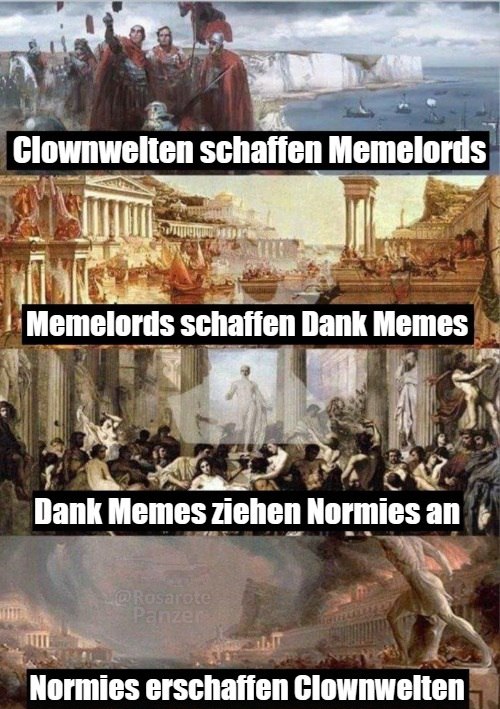 Clownwelten schaffen Memelords
Memelords schaffen Dank Memes
Dank Memes ziehen Normies an
@Rosarote
Panzer
Normies erschaffen Clownwelten